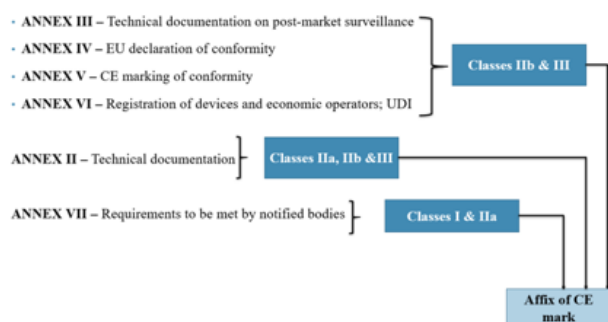 ANNEX III – Technical documentation on post-market surveillance
ANNEX IV – EU declaration of conformity
ANNEX V – CE marking of conformity
ANNEX VI – Registration of devices and economic operators; UDI
Classes IIb & III
ANNEX II – Technical documentation
Classes IIa, IIb &III
ANNEX VII – Requirements to be met by notified bodies
Classes I & IIa
Affix of CE
mark